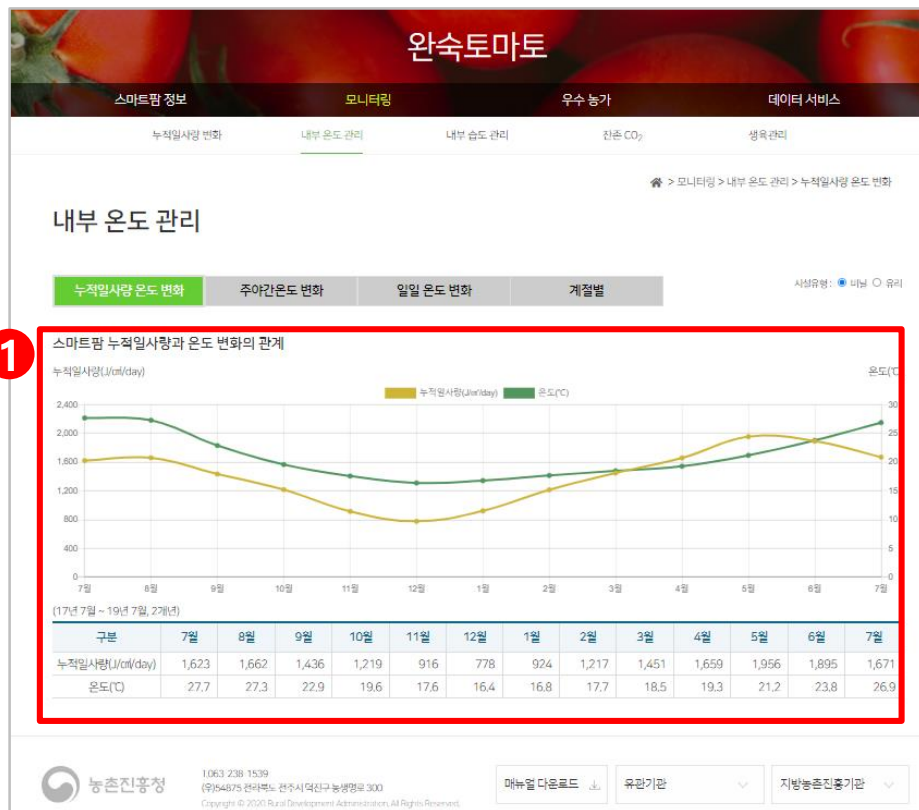 완숙토마토
스마트팜 정보 모니터링 우수 농가 데이터 서비스
누적일사량 변화 내부 온도 관리 내부 습도 관리 잔존 CO₂ 생육관리
> 모니터링 > 내부 온도 관리 > 누적일사량 온도 변화
내부 온도 관리
누적일사량 온도 변화 주야간온도 변화 일일 온도 변화 계절별 시설유형: 비닐 유리
1
스마트팜 누적일사량과 온도 변화의 관계
누적일사량(J/㎠/day) 온도(℃
누적일사량(J/㎠/day) 온도(℃)
2,400 30
2,000 25
1,600 20
1,200 15
800 10
400 5
0 0
7월 8월 9월 10월 11월 12월 1월 2월 3월 4월 5월 6월 7월
(17년 7월 ~ 19년 7월, 2개년)
구분 7월 8월 9월 10월 11월 12월 1월 2월 3월 4월 5월 6월 7월
누적일사량(J/㎠/day) 1,623 1,662 1,436 1,219 916 778 924 1,217 1,451 1,659 1,956 1,895 1,671
온도(℃) 27.7 27.3 22.9 19.6 17.6 16.4 16.8 17.7 18.5 19.3 21.2 23.8 26.9
농촌진흥청
1.063 238-1539
(우)54875 전라북도 전주시 덕진구 농생명로 300
Copyright © 2020 Rural Development Administration, All Rights Reserved.
매뉴얼 다운로드 유관기관 지방농촌진흥기관